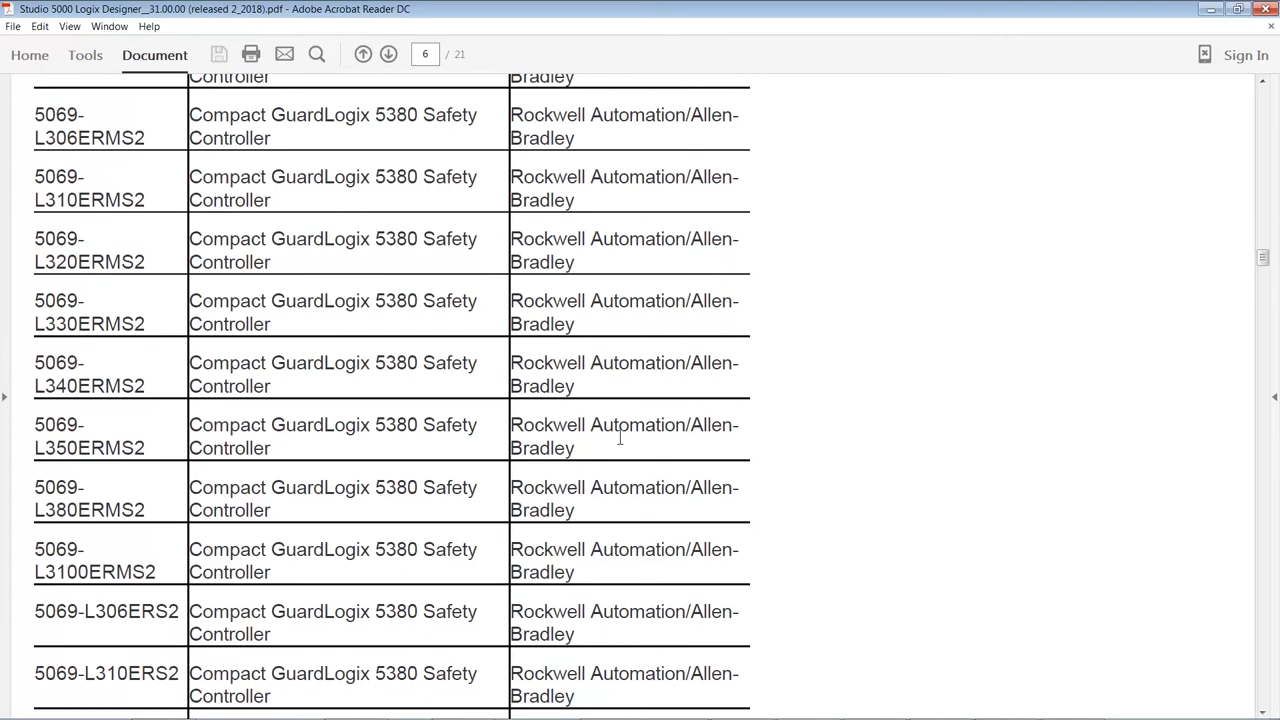 Studio 5000 Logix Designer__31.00.00 (released 2_2018).pdf - Adobe Acrobat Reader DC
File Edit View Window Help
Home Tools Document 6 / 21 Sign In
Controller Bradley
5069- Compact GuardLogix 5380 Safety Rockwell Automation/Allen-
L306ERMS2 Controller Bradley
5069- Compact GuardLogix 5380 Safety Rockwell Automation/Allen-
L310ERMS2 Controller Bradley
5069- Compact GuardLogix 5380 Safety Rockwell Automation/Allen-
L320ERMS2 Controller Bradley
5069- Compact GuardLogix 5380 Safety Rockwell Automation/Allen-
L330ERMS2 Controller Bradley
5069- Compact GuardLogix 5380 Safety Rockwell Automation/Allen-
L340ERMS2 Controller Bradley
5069- Compact GuardLogix 5380 Safety Rockwell Automation/Allen-
L350ERMS2 Controller Bradley
5069- Compact GuardLogix 5380 Safety Rockwell Automation/Allen-
L380ERMS2 Controller Bradley
5069- Compact GuardLogix 5380 Safety Rockwell Automation/Allen-
L3100ERMS2 Controller Bradley
5069-L306ERS2 Compact GuardLogix 5380 Safety Rockwell Automation/Allen-
Controller Bradley
5069-L310ERS2 Compact GuardLogix 5380 Safety Rockwell Automation/Allen-
Controller Bradley